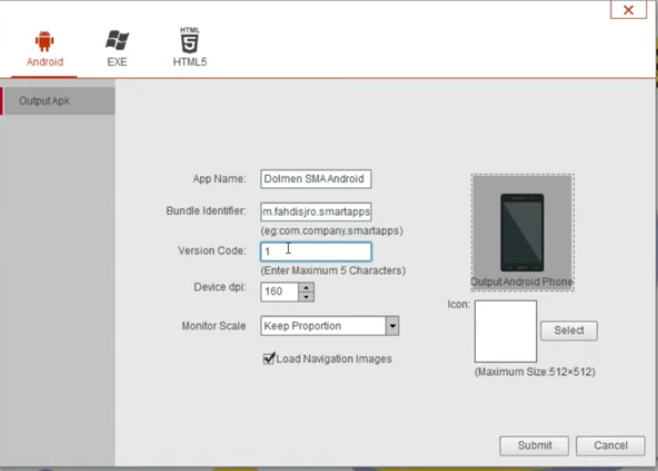 HTML
5
Android
EXE
HTML5
Output Apk
App Name: Dolmen SMA Android
Bundle Identifier: m.fahdisjro.smartapps
(eg:com.company.smartapps)
Version Code: 1
(Enter Maximum 5 Characters)
Device dpi: 160
Output Android Phone
Icon:
Monitor Scale Keep Proportion
Select
Load Navigation Images
(Maximum Size:512×512)
Submit
Cancel